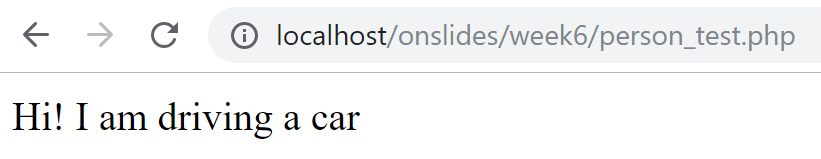 localhost/onslides/week6/person_test.php
Hi! I am driving a car